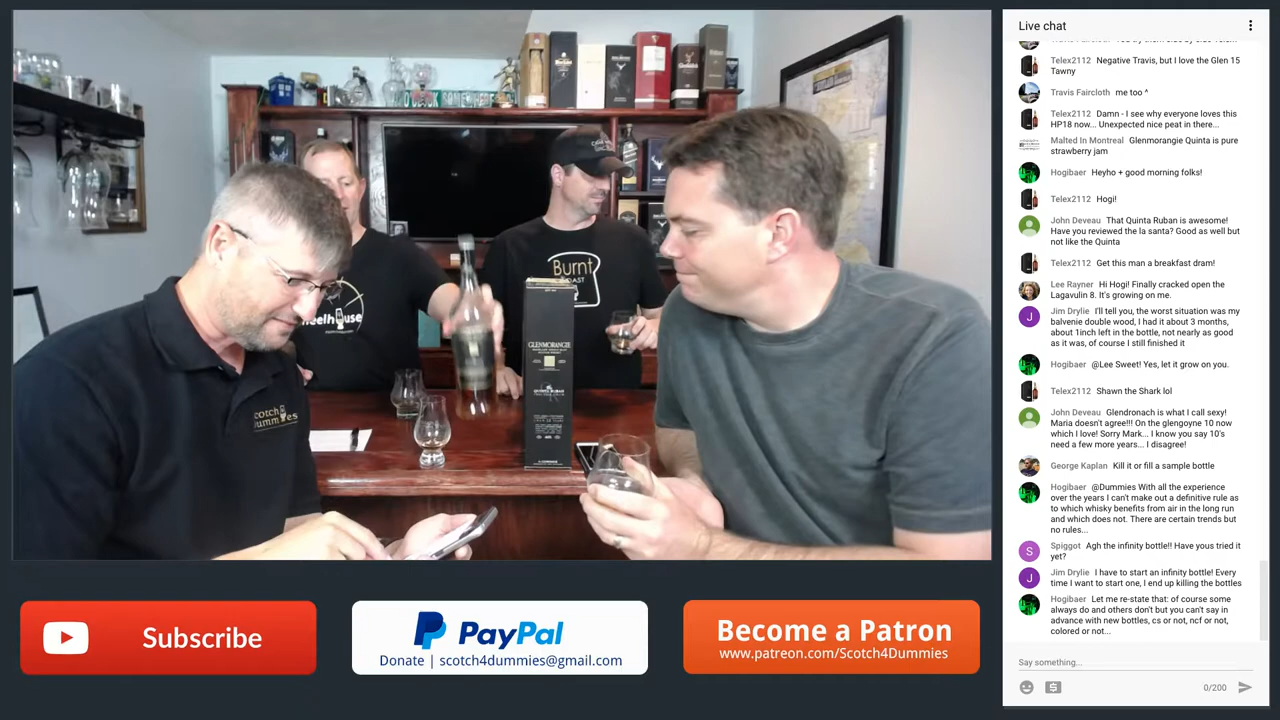 Live chat
Telex2112 Negative Travis, but I love the Glen 15
Tawny
Travis Faircloth me too ^
Telex2112 Damn - I see why everyone loves this
HP18 now... Unexpected nice peat in there...
Malted In Montreal Glenmorangie Quinta is pure
strawberry jam
Hogibaer Heyho + good morning folks!
Telex2112 Hogi!
John Deveau That Quinta Ruban is awesome!
Have you reviewed the la santa? Good as well but
not like the Quinta
Telex2112 Get this man a breakfast dram!
Lee Rayner Hi Hogi! Finally cracked open the
Lagavulin 8. It's growing on me.
J
Jim Drylie I'll tell you, the worst situation was my
balvenie double wood, I had it about 3 months,
about 1inch left in the bottle, not nearly as good
as it was, of course I still finished it
Hogibaer @Lee Sweet! Yes, let it grow on you.
Telex2112 Shawn the Shark lol
John Deveau Glendronach is what I call sexy!
Maria doesn't agree!!! On the glengoyne 10 now
which I love! Sorry Mark... I know you say 10's
need a few more years... I disagree!
George Kaplan Kill it or fill a sample bottle
Hogibaer @Dummies With all the experience
over the years I can't make out a definitive rule as
to which whisky benefits from air in the long run
and which does not. There are certain trends but
no rules...
S
Spiggot Agh the infinity bottle!! Have yous tried it
yet?
J
Jim Drylie I have to start an infinity bottle! Every
time I want to start one, I end up killing the bottles
Hogibaer Let me re-state that: of course some
always do and others don't but you can't say in
advance with new bottles, cs or not, ncf or not,
colored or not...
Say something...
0/200
Burnt
GLENMORANGIE
QUINTA RUBAN
Subscribe
PayPal
Donate | scotch4dummies@gmail.com
Become a Patron
www.patreon.com/Scotch4Dummies